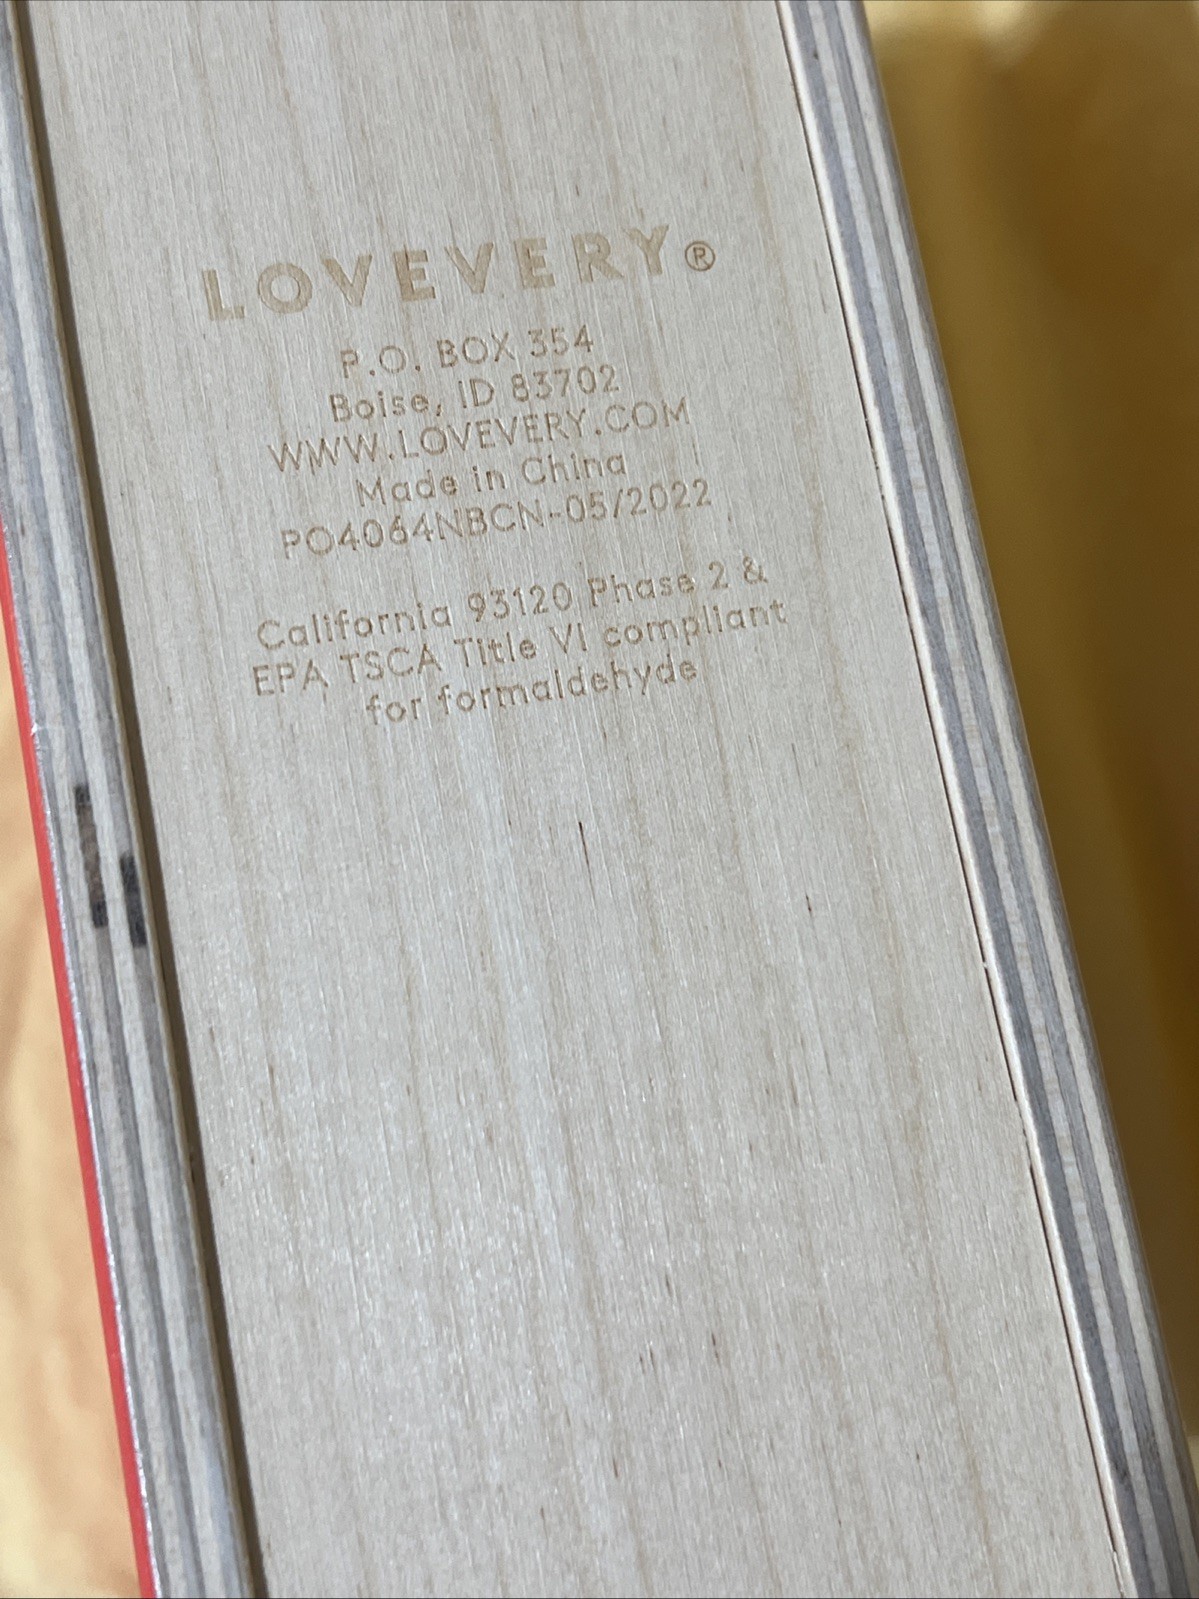 LOVEVERY®
P.O. BOX 354
Boise, ID 83702
WWW.LOVEVERY.COM
Made in China
PO4064NBCN-05/2022
California 93120 Phase 2 &
EPA TSCA Title VI compliant
for formaldehyde